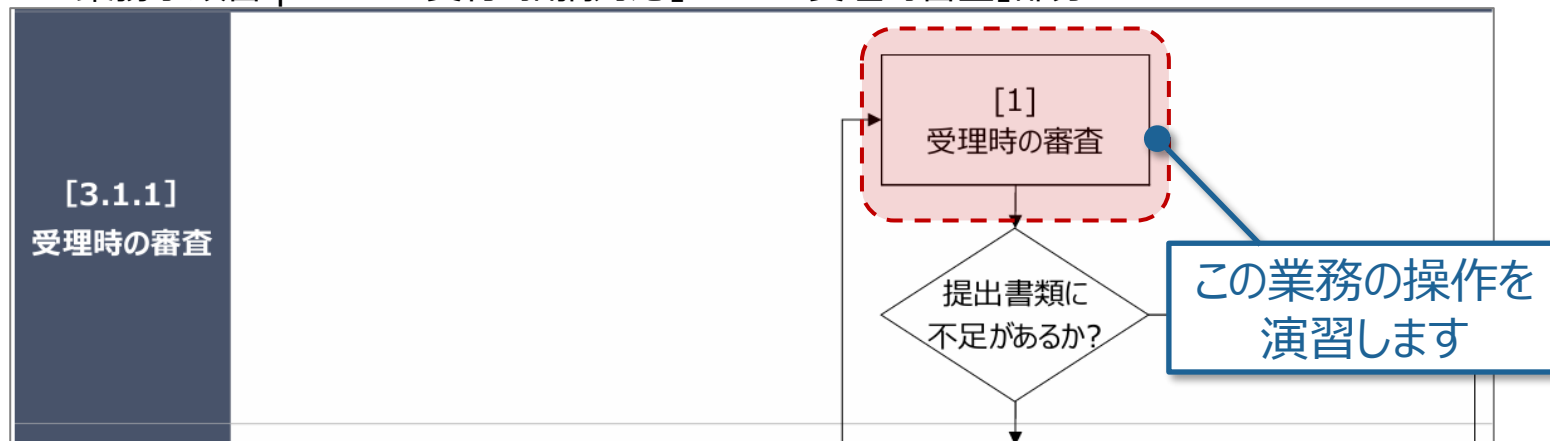 [1]
受理時の審査
[3.1.1]
受理時の審査
提出書類に
不足があるか?
この業務の操作を
演習します